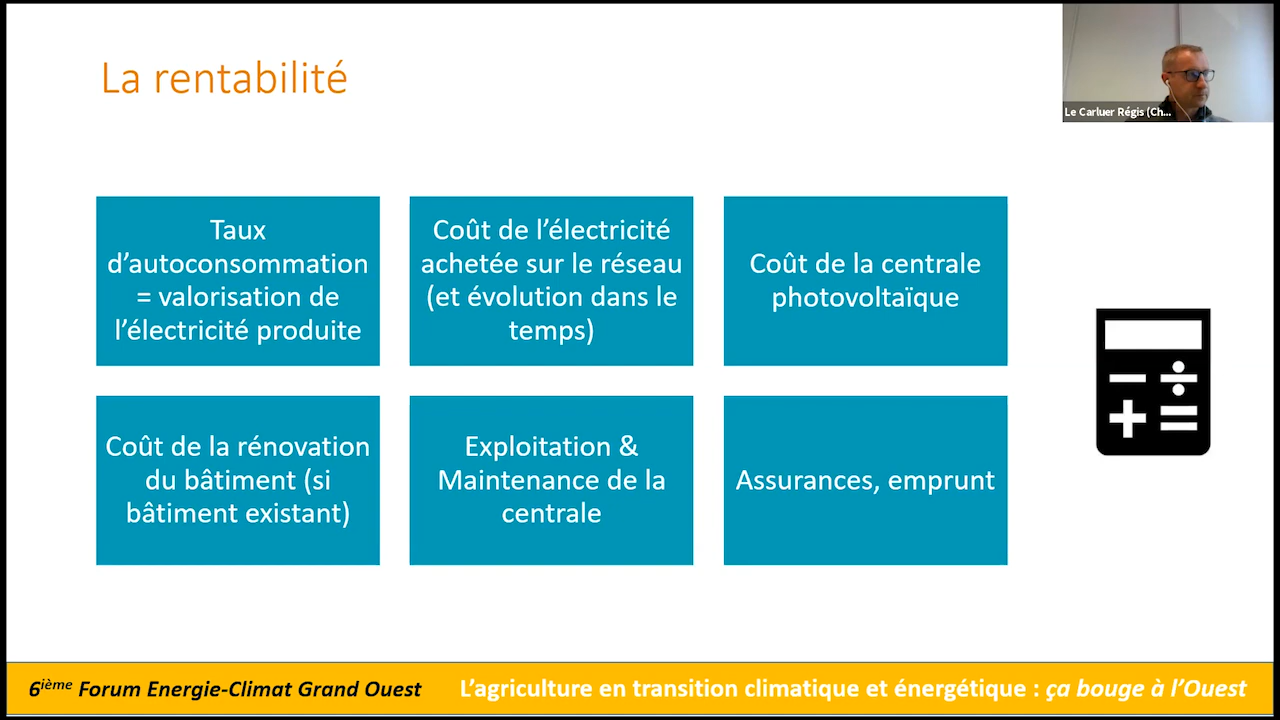 La rentabilité
Le Carluer Régis (Ch...
Taux
d'autoconsommation
= valorisation de
l'électricité produite
Coût de l'électricité
achetée sur le réseau
(et évolution dans le
temps)
Coût de la centrale
photovoltaïque
Coût de la rénovation
du bâtiment (si
bâtiment existant)
Exploitation &
Maintenance de la
centrale
Assurances, emprunt
6ième Forum Energie-Climat Grand Ouest
L'agriculture en transition climatique et énergétique : ça bouge à l'Ouest